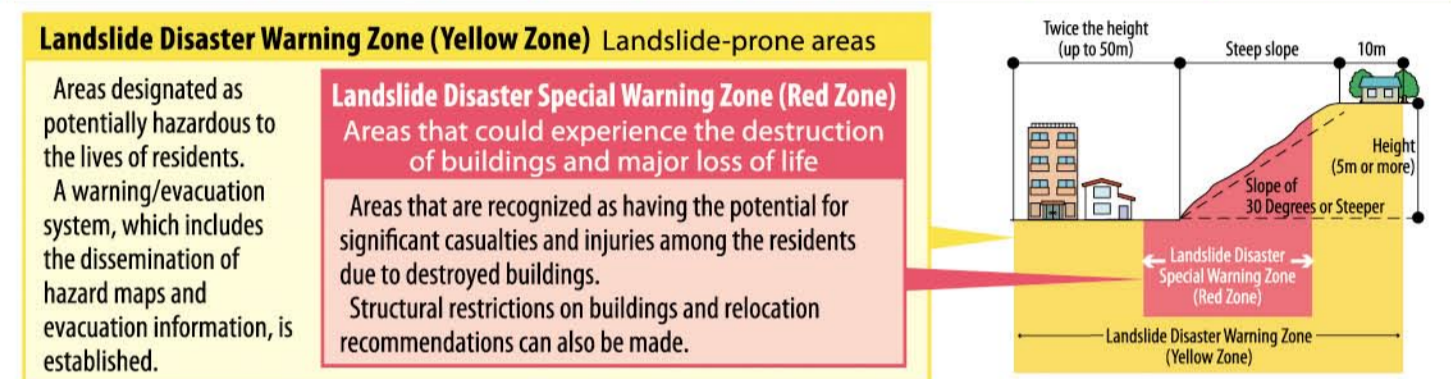 Landslide Disaster Warning Zone (Yellow Zone) Landslide-prone areas
Areas designated as
potentially hazardous to
the lives of residents.
A warning/evacuation
system, which includes
the dissemination of
hazard maps and
evacuation information, is
established.
Landslide Disaster Special Warning Zone (Red Zone)
Areas that could experience the destruction
of buildings and major loss of life
Areas that are recognized as having the potential for
significant casualties and injuries among the residents
due to destroyed buildings.
Structural restrictions on buildings and relocation
recommendations can also be made.
Twice the height
(up to 50m)
Steep slope
10m
Height
(5m or more)
Slope of
30 Degrees or Steeper
Landslide Disaster
Special Warning Zone
(Red Zone)
Landslide Disaster Warning Zone
(Yellow Zone)